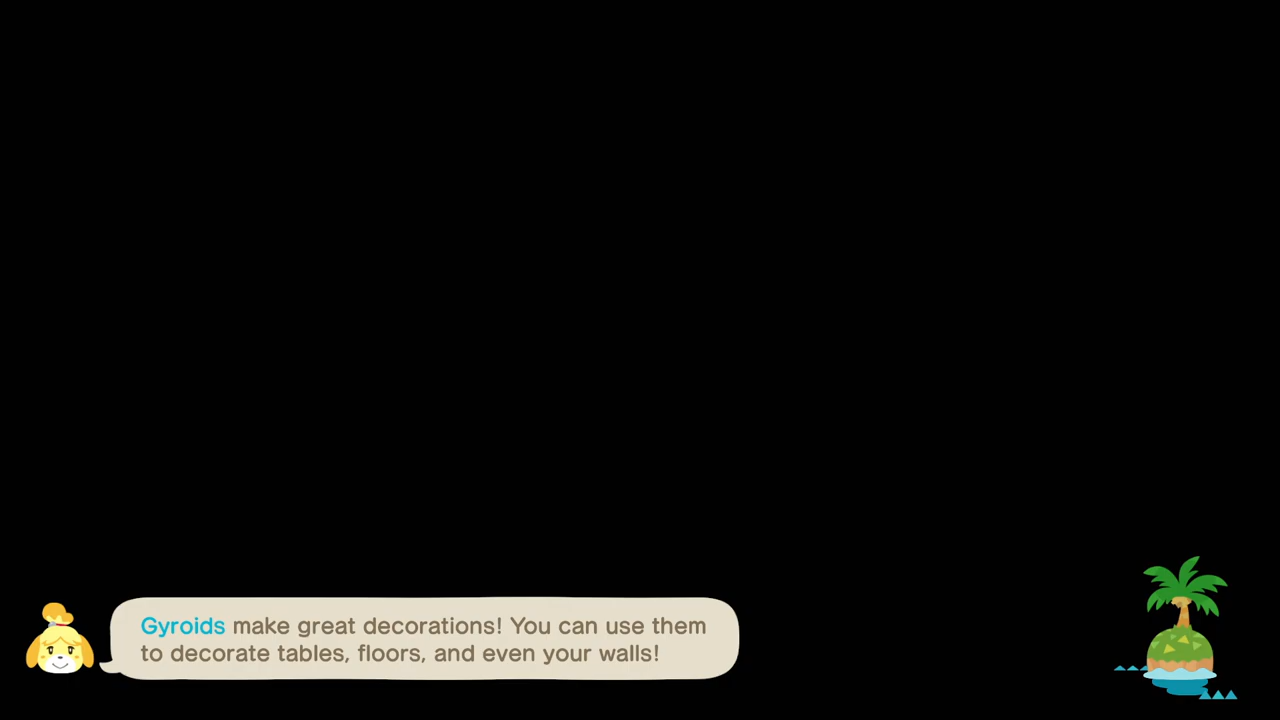 Gyroids make great decorations! You can use them
to decorate tables, floors, and even your walls!